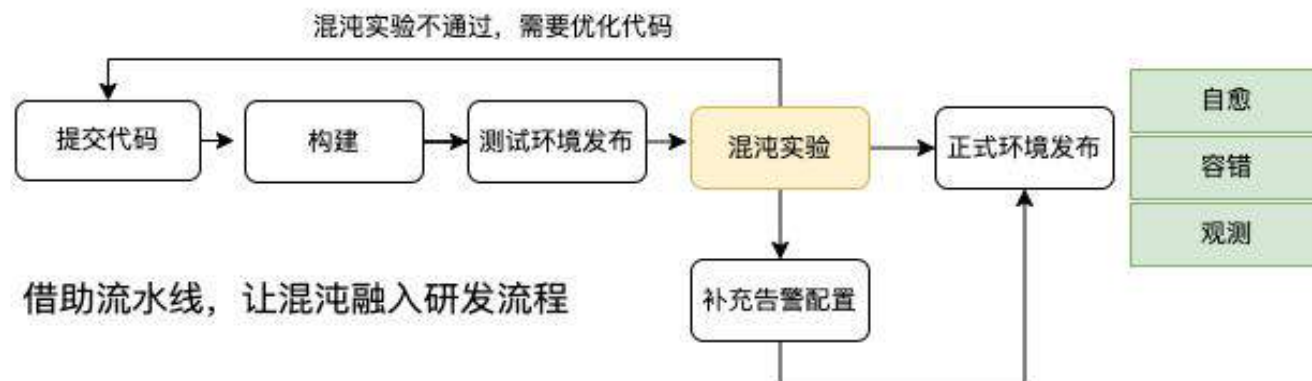 混沌实验不通过，需要优化代码
提交代码
构建
测试环境发布
混沌实验
正式环境发布
自愈
容错
观测
补充告警配置
借助流水线，让混沌融入研发流程